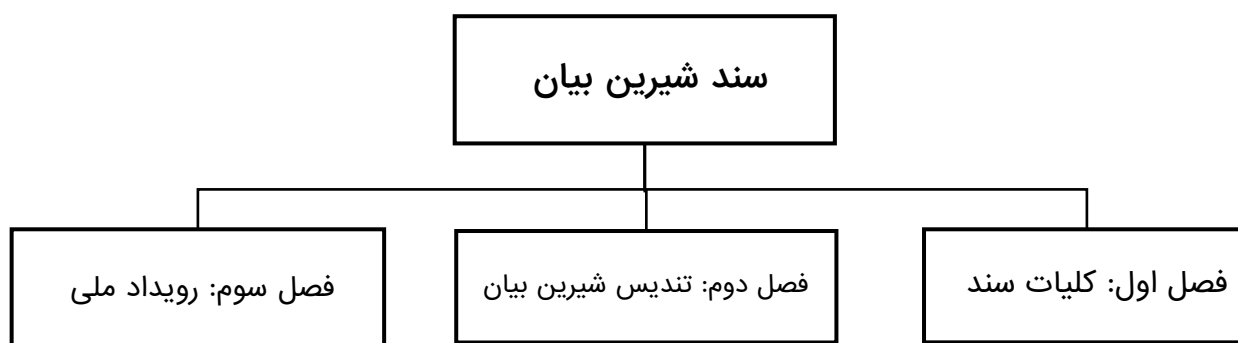 سند شیرین بیان
فصل اول: کلیات سند
فصل دوم: تندیس شیرین بیان
فصل سوم: رویداد ملی